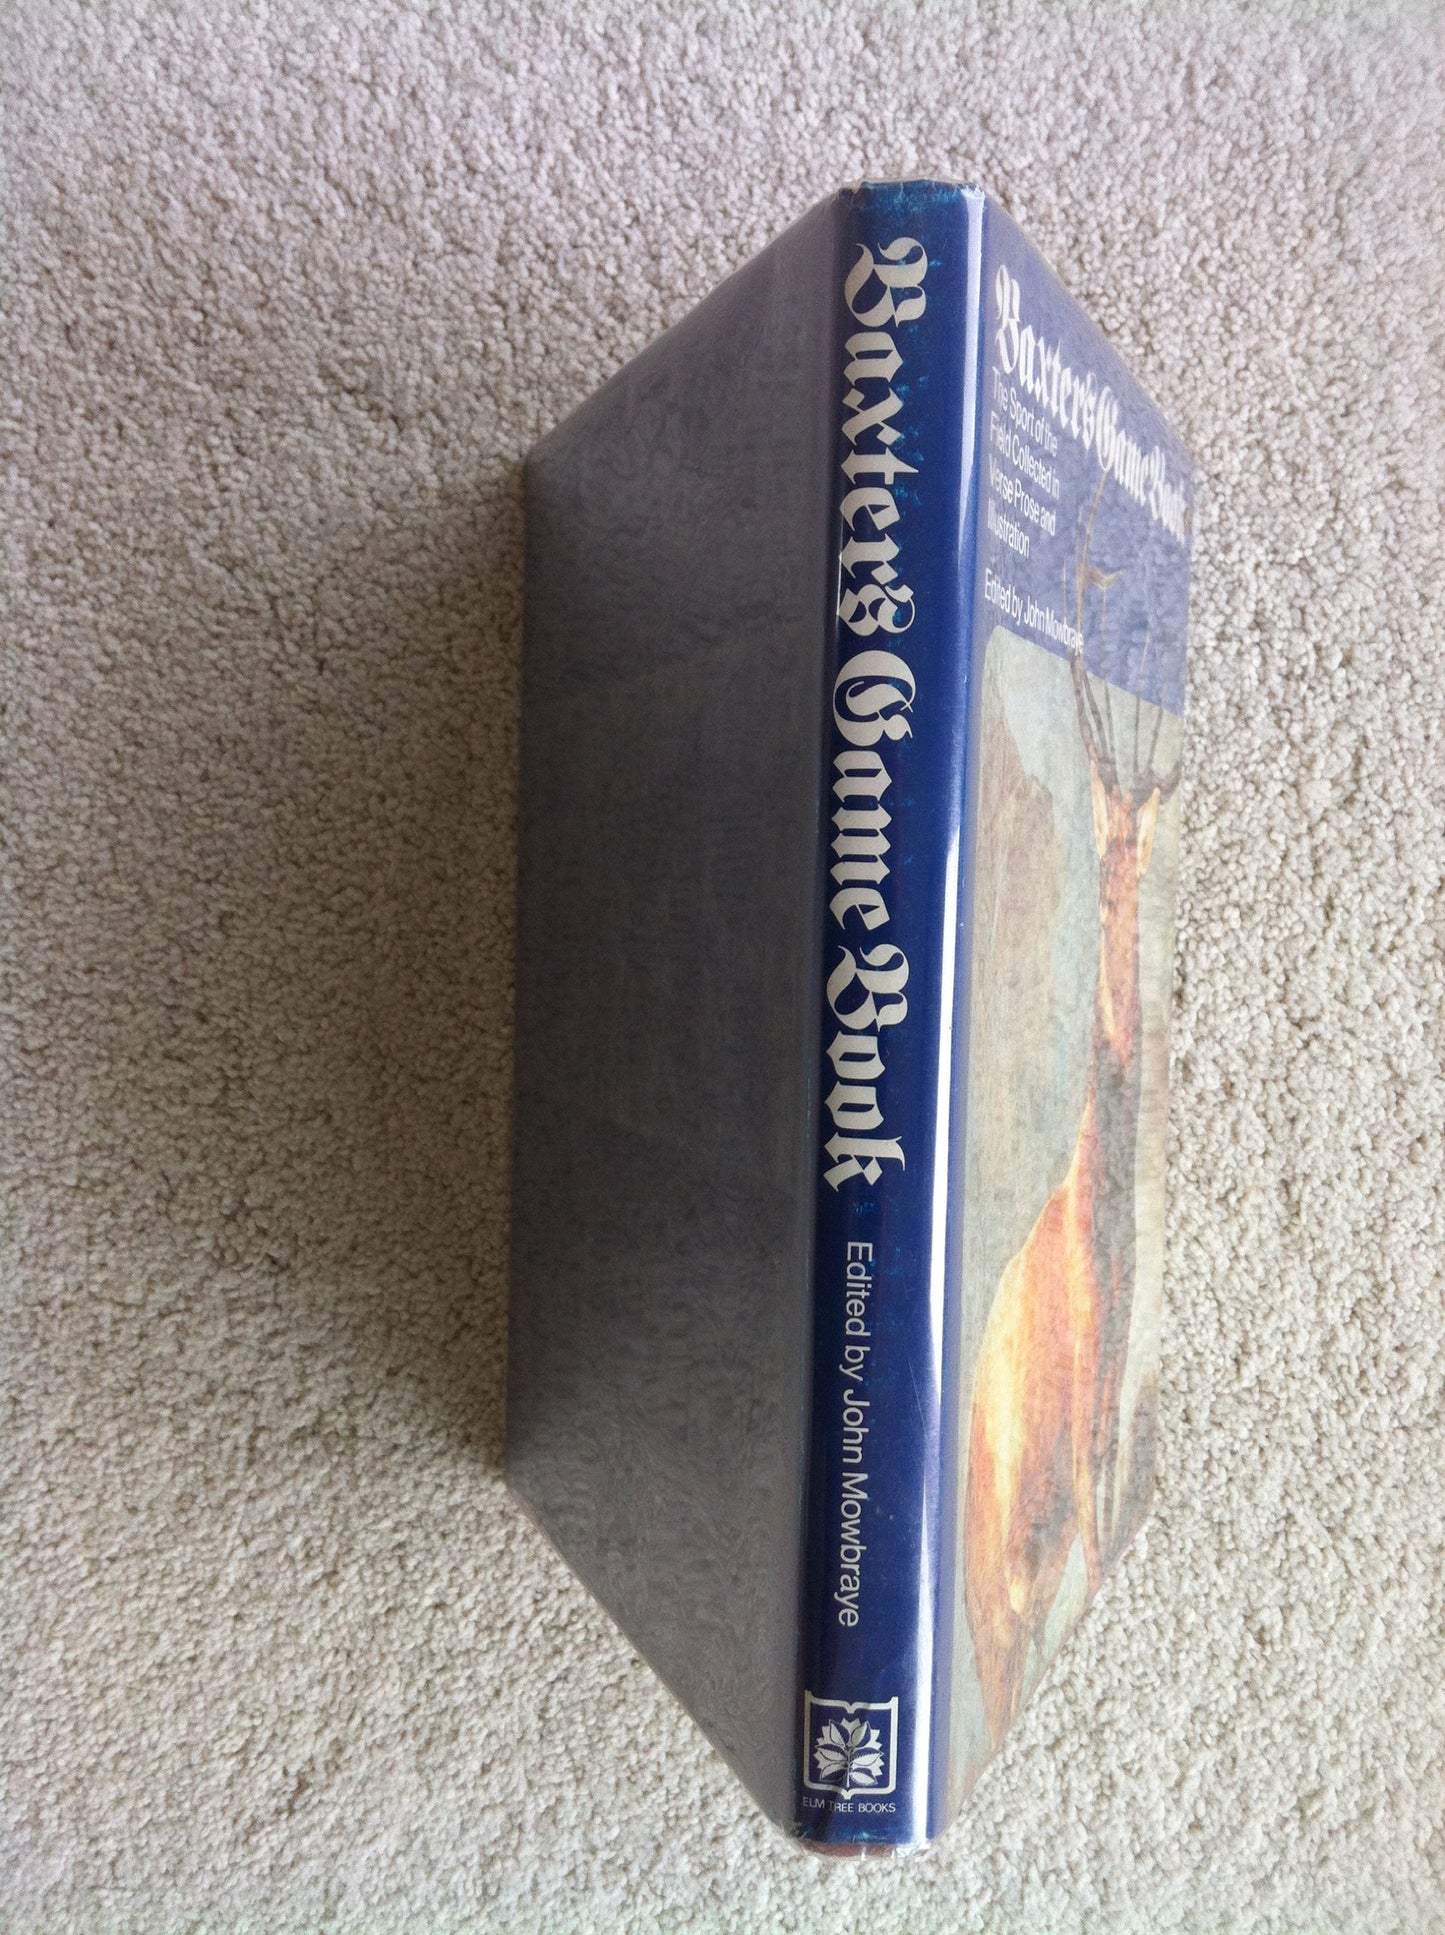 Baxter's Game Book
Edited by John Mowbraye
ELM TREE BOOKS
Baxter's Game Book
The Sport of the
Field Collected in
Verse Prose and
Illustration
Edited by John Mowbraye